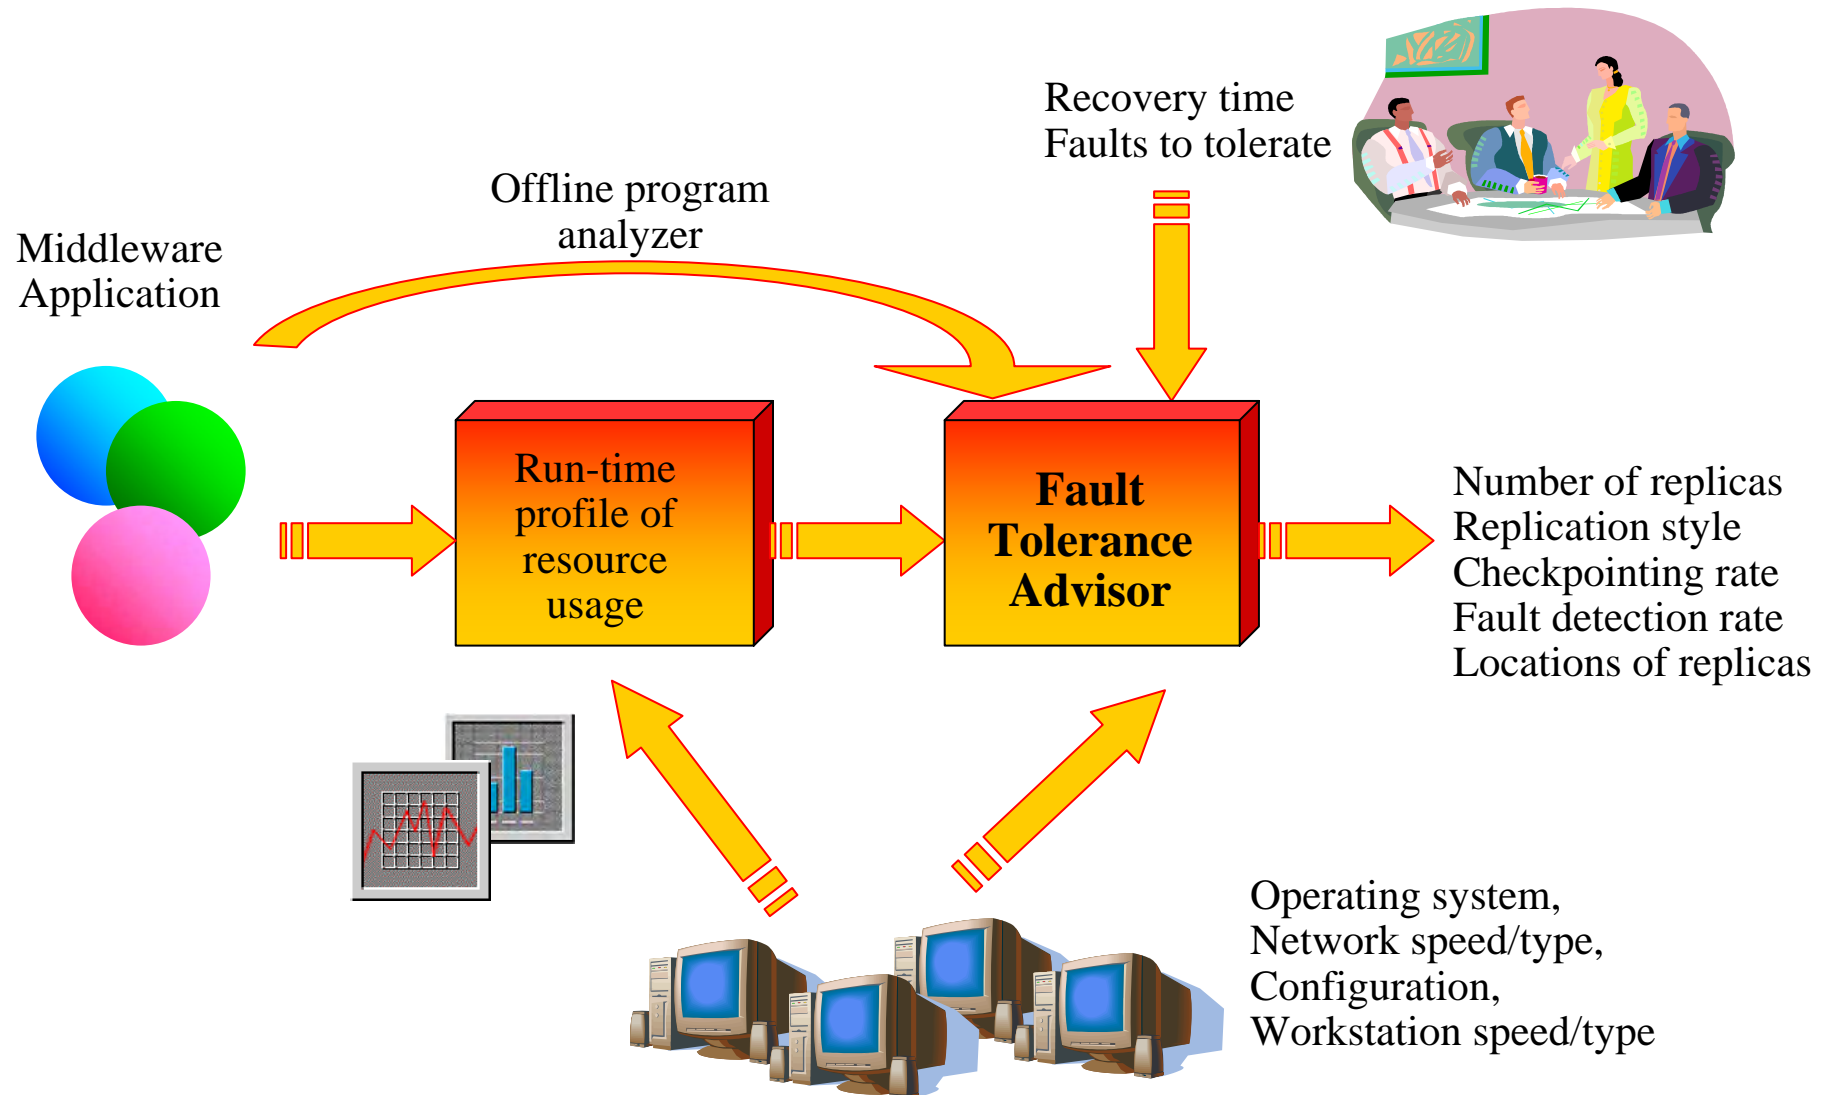 Recovery time
Faults to tolerate
Offline program
analyzer
Middleware
Application
Run-time
profile of
resource
usage
Fault
Tolerance
Advisor
Number of replicas
Replication style
Checkpointing rate
Fault detection rate
Locations of replicas
Operating system,
Network speed/type,
Configuration,
Workstation speed/type